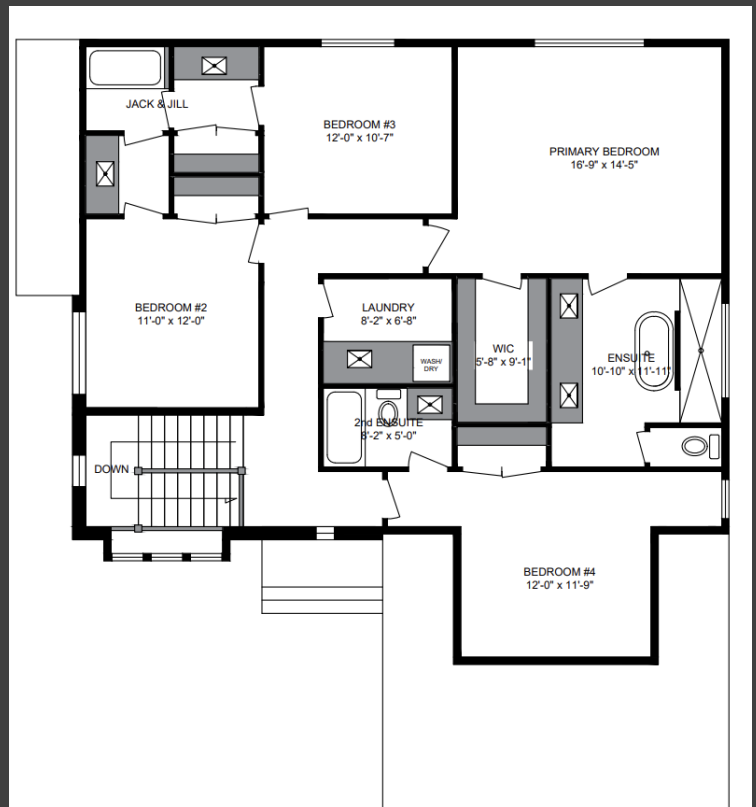 JACK & JILL
BEDROOM #3
12'-0" x 10'-7"
PRIMARY BEDROOM
16'-9" x 14'-5"
BEDROOM #2
11'-0" x 12'-0"
LAUNDRY
8'-2" x 6'-8"
WASH/
DRY
WIC
5'-8" x 9'-1"
ENSUITE
10'-10" x 11'-11"
2nd ENSUITE
8'-2" x 5'-0"
DOWN
BEDROOM #4
12'-0" x 11'-9"